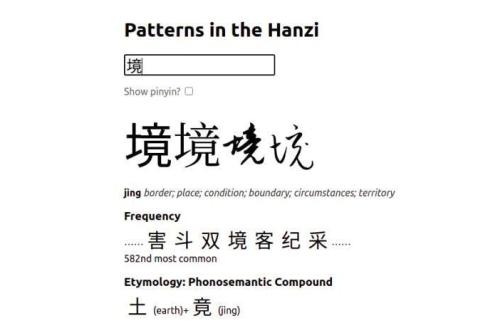 Patterns in the Hanzi
境
Show pinyin?
境境境境
jing border; place; condition; boundary; circumstances; territory
Frequency
...... 害 斗 双 境 客 纪 采 ......
582nd most common
Etymology: Phonosemantic Compound
土 (earth)+ 竟 (jing)